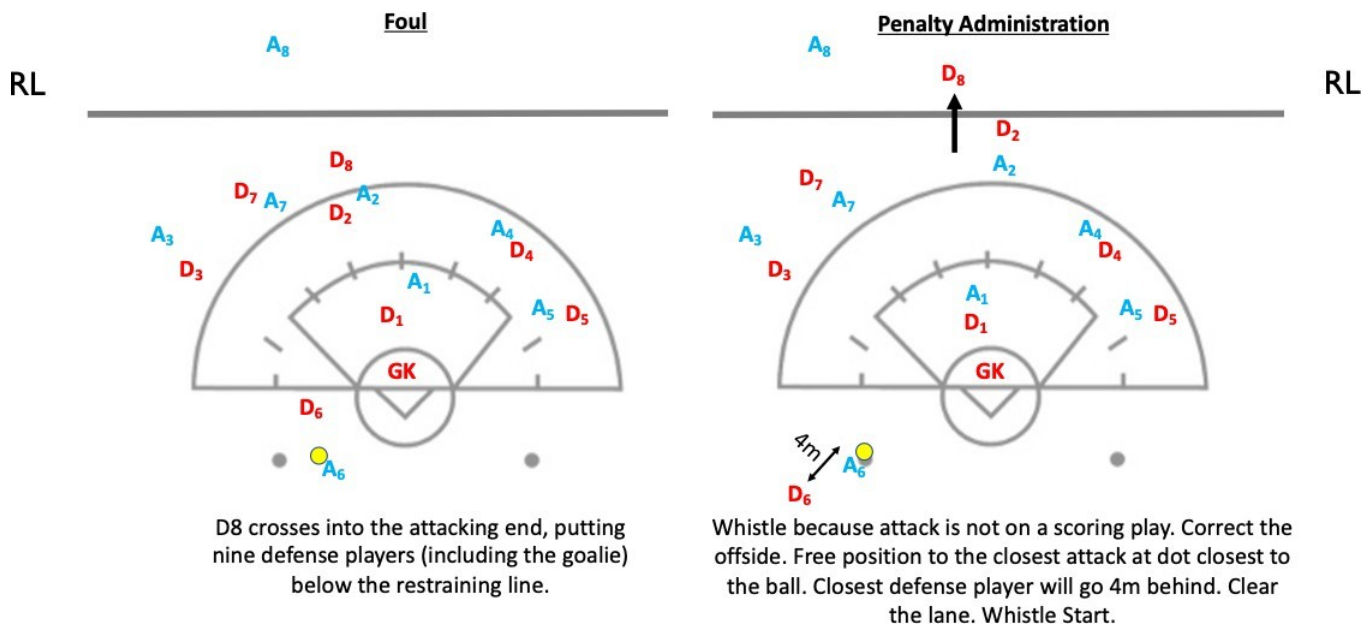 Foul
Penalty Administration
A8
A8
RL
D8
RL
D2
D8
A2
D7
A7
A2
D2
D7
A7
A3
A4
A3
A4
D3
D4
D3
D4
A1
A1
A5
D5
A5
D5
D1
D1
GK
GK
D6
4m
A6
A6
D6
D8 crosses into the attacking end, putting
nine defense players (including the goalie)
below the restraining line.
Whistle because attack is not on a scoring play. Correct the
offside. Free position to the closest attack at dot closest to
the ball. Closest defense player will go 4m behind. Clear
the lane. Whistle Start.